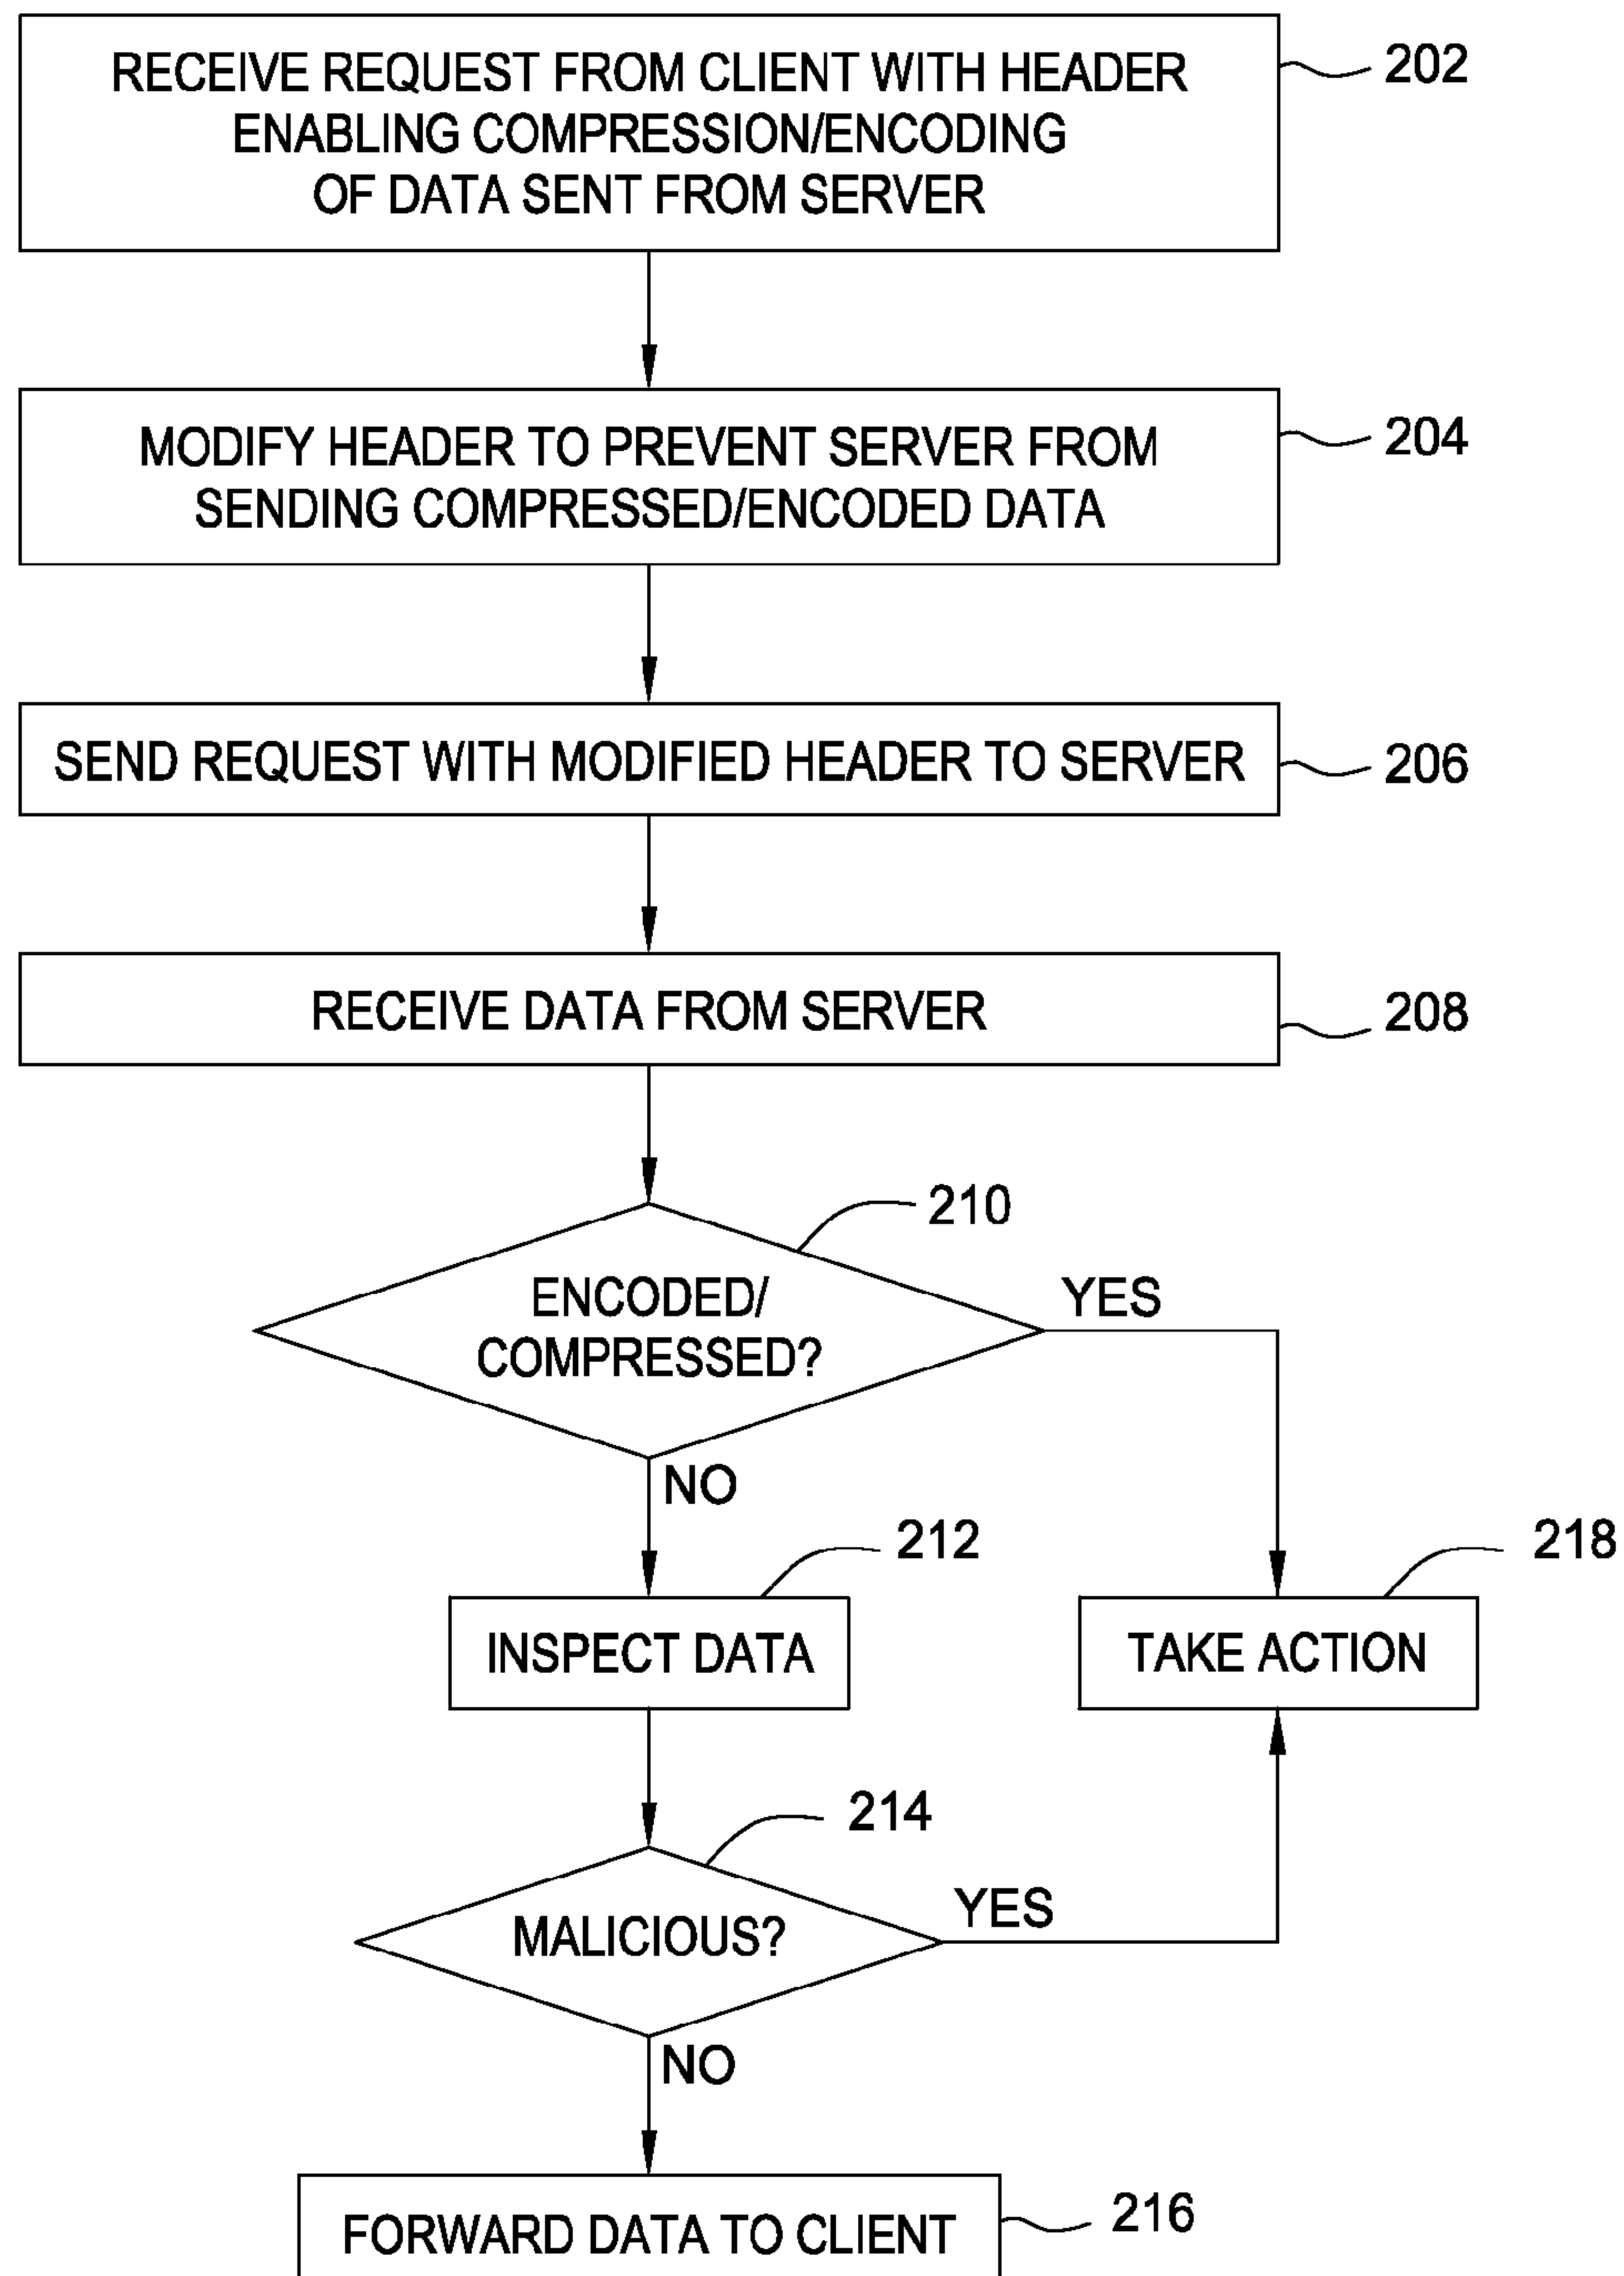 RECEIVE REQUEST FROM CLIENT WITH HEADER
ENABLING COMPRESSION/ENCODING
OF DATA SENT FROM SERVER
202
MODIFY HEADER TO PREVENT SERVER FROM
SENDING COMPRESSED/ENCODED DATA
204
SEND REQUEST WITH MODIFIED HEADER TO SERVER
206
RECEIVE DATA FROM SERVER
208
210
ENCODED/
COMPRESSED?
YES
NO
212
INSPECT DATA
218
TAKE ACTION
214
MALICIOUS?
YES
NO
FORWARD DATA TO CLIENT
216